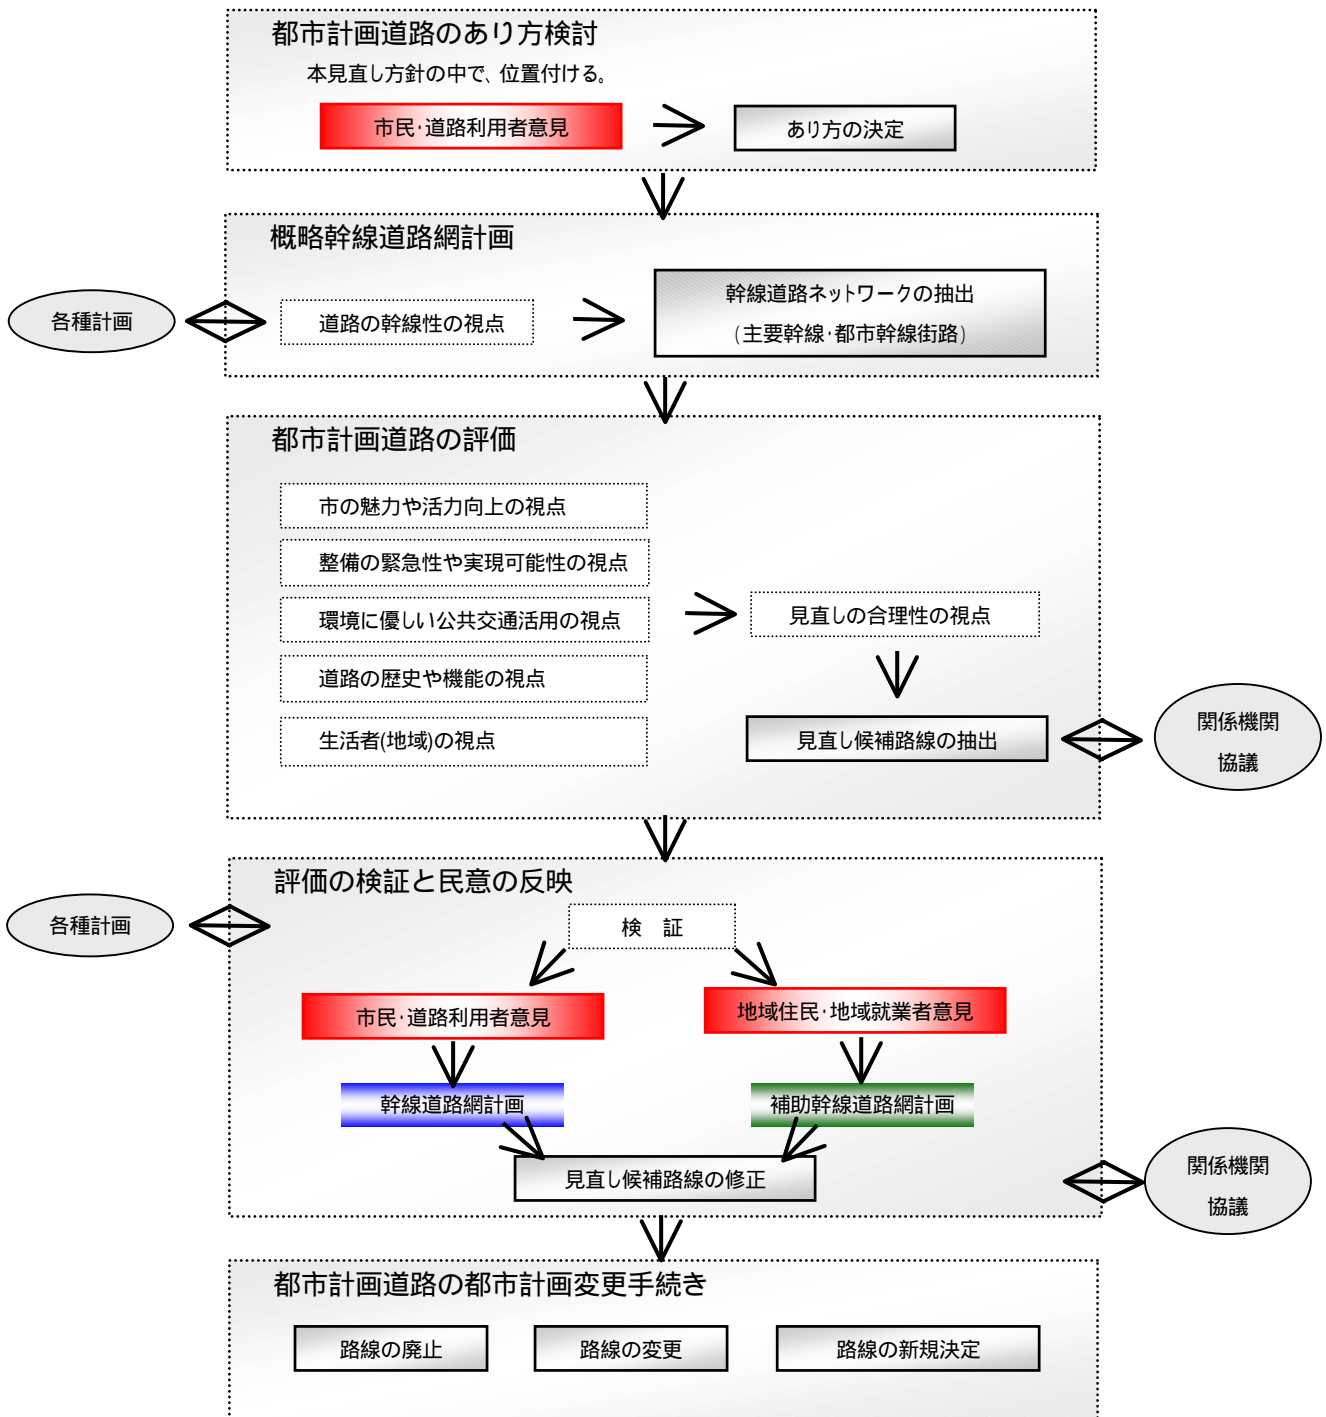 都市計画道路のあり方検討
本見直し方針の中で、位置付ける。
市民・道路利用者意見
あり方の決定
概略幹線道路網計画
各種計画
道路の幹線性の視点
幹線道路ネットワークの抽出
(主要幹線・都市幹線街路)
都市計画道路の評価
市の魅力や活力向上の視点
整備の緊急性や実現可能性の視点
環境に優しい公共交通活用の視点
道路の歴史や機能の視点
生活者(地域)の視点
見直しの合理性の視点
見直し候補路線の抽出
関係機関
協議
評価の検証と民意の反映
各種計画
検　証
市民・道路利用者意見
地域住民・地域就業者意見
幹線道路網計画
補助幹線道路網計画
見直し候補路線の修正
関係機関
協議
都市計画道路の都市計画変更手続き
路線の廃止
路線の変更
路線の新規決定